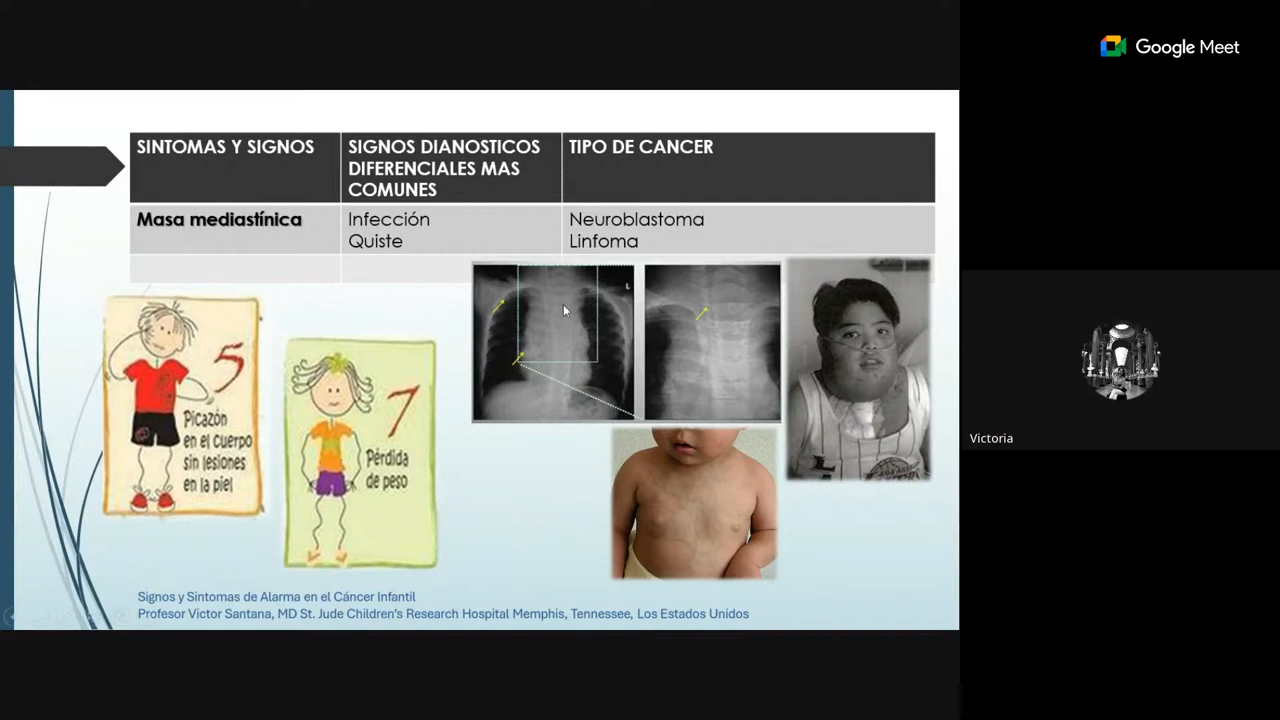 Google Meet
SINTOMAS Y SIGNOS
SIGNOS DIANOSTICOS
DIFERENCIALES MAS
COMUNES
TIPO DE CANCER
Masa mediastínica
Infección
Quiste
Neuroblastoma
Linfoma
L
5
Picazón
en el cuerpo
sin lesiones
en la piel
7
Pérdida
de peso
Victoria
Signos y Sintomas de Alarma en el Cáncer Infantil
Profesor Victor Santana, MD St. Jude Children's Research Hospital Memphis, Tennessee, Los Estados Unidos